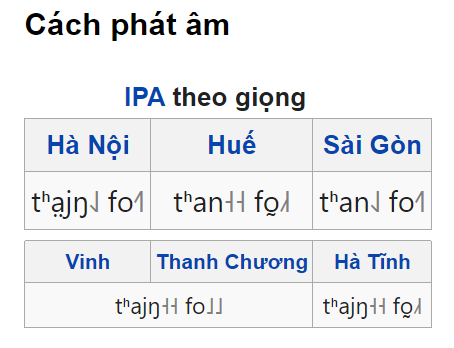 Cách phát âm
IPA theo giọng
Hà Nội Huế Sài Gòn
tʰa̤jŋ˨˩ fo˧˥ tʰan˧˧ fo̰˩˧ tʰan˨˩ fo˧˥
Vinh Thanh Chương Hà Tĩnh
tʰajŋ˧˧ fo˩˩ tʰajŋ˧˧ fo̰˩˧